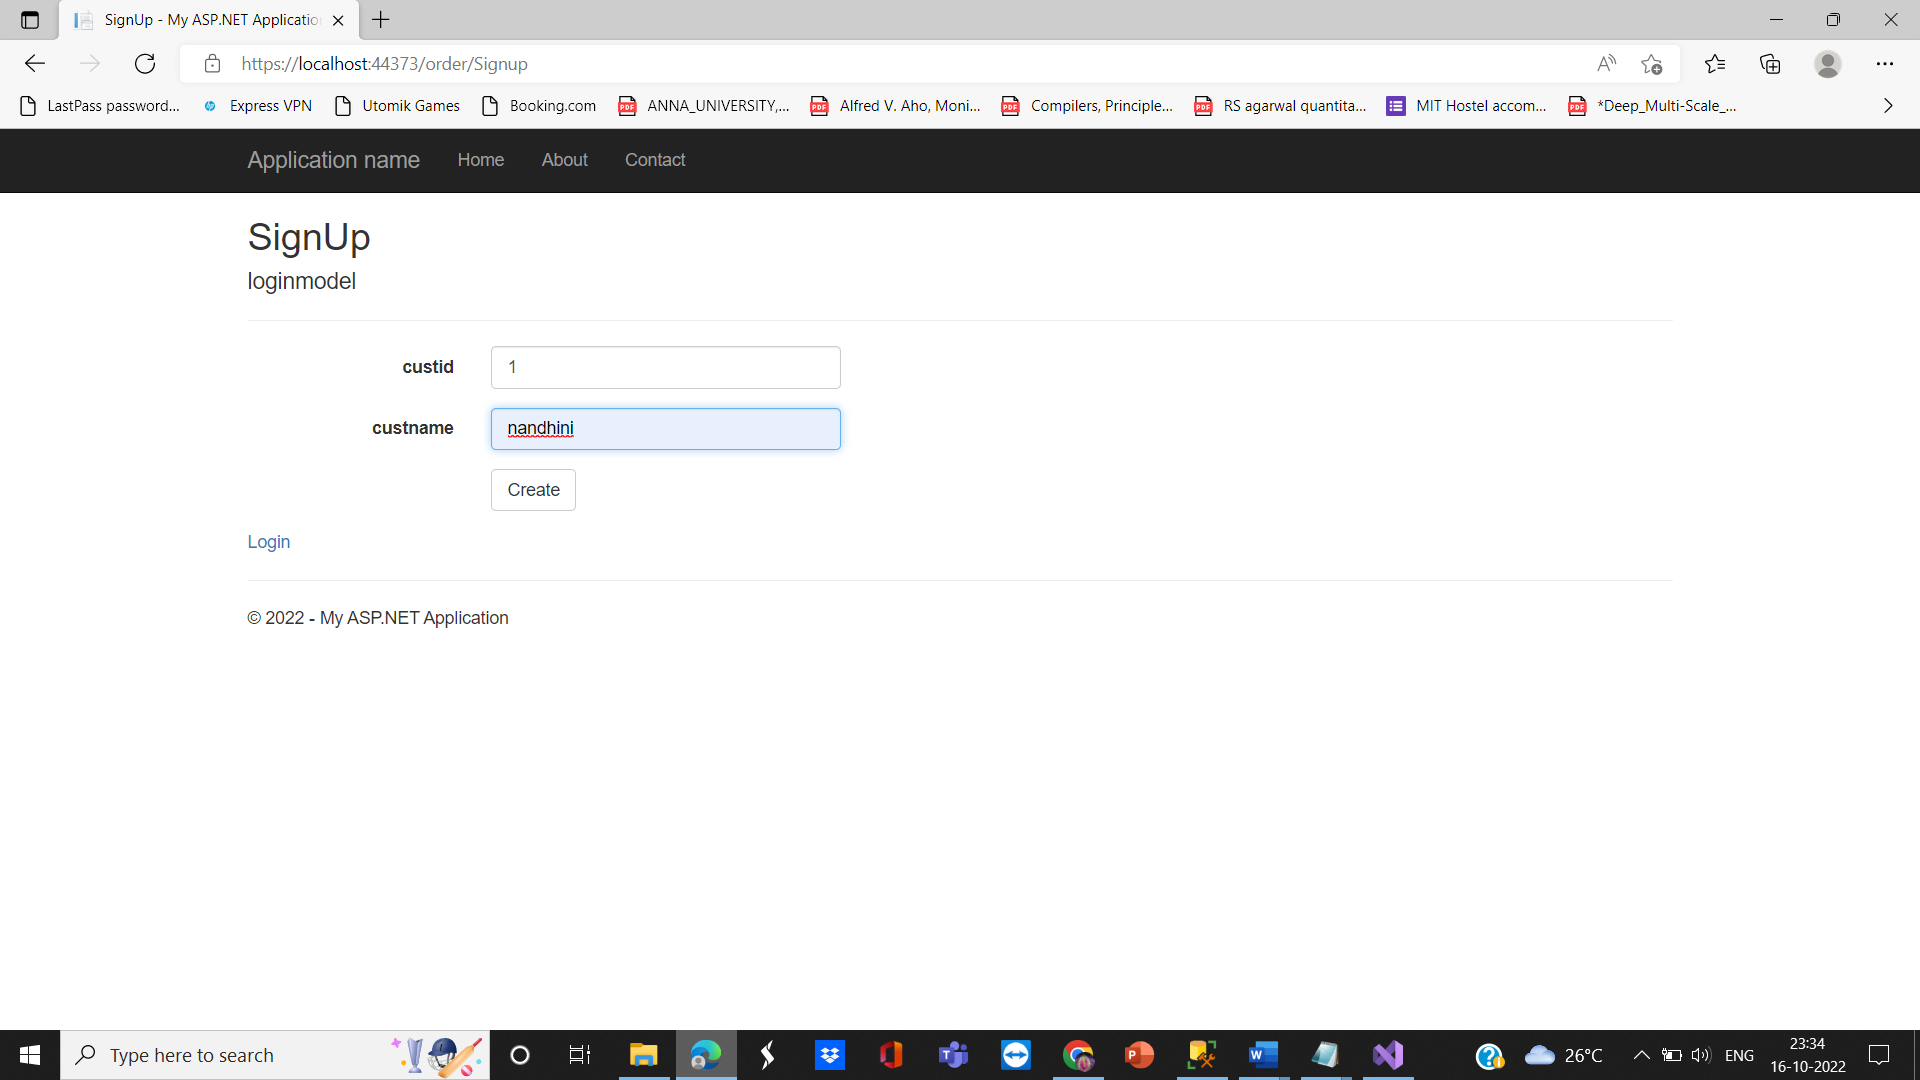 SignUp - My ASP.NET Applicatio
https://localhost:44373/order/Signup
LastPass password... Express VPN Utomik Games Booking.com ANNA_UNIVERSITY,... Alfred V. Aho, Moni... Compilers, Principle... RS agarwal quantita... MIT Hostel accom... *Deep_Multi-Scale_...
Application name Home About Contact
SignUp
loginmodel
custid 1
custname nandhini
Create
Login
© 2022 - My ASP.NET Application
Type here to search 26°C ENG 23:34
16-10-2022